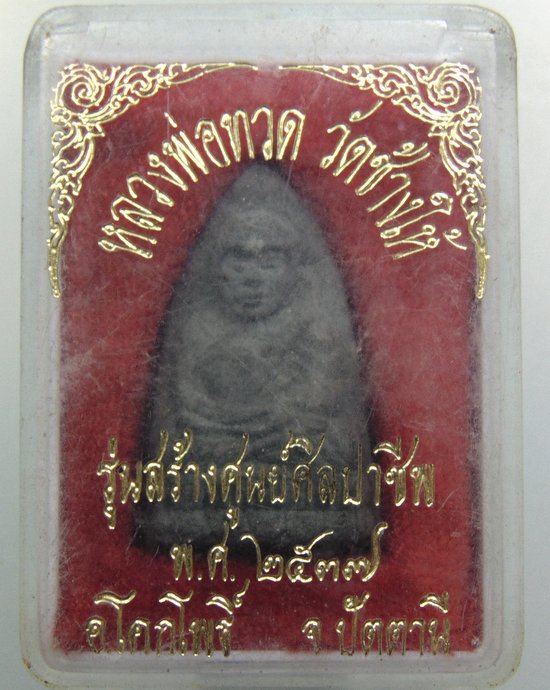 หลวงพ่อทวด วัดช้างให้
รุ่นสร้างศูนย์ศิลปาชีพ
พ.ศ. ๒๕๓๗
อ.โคกโพธิ์ จ.ปัตตานี